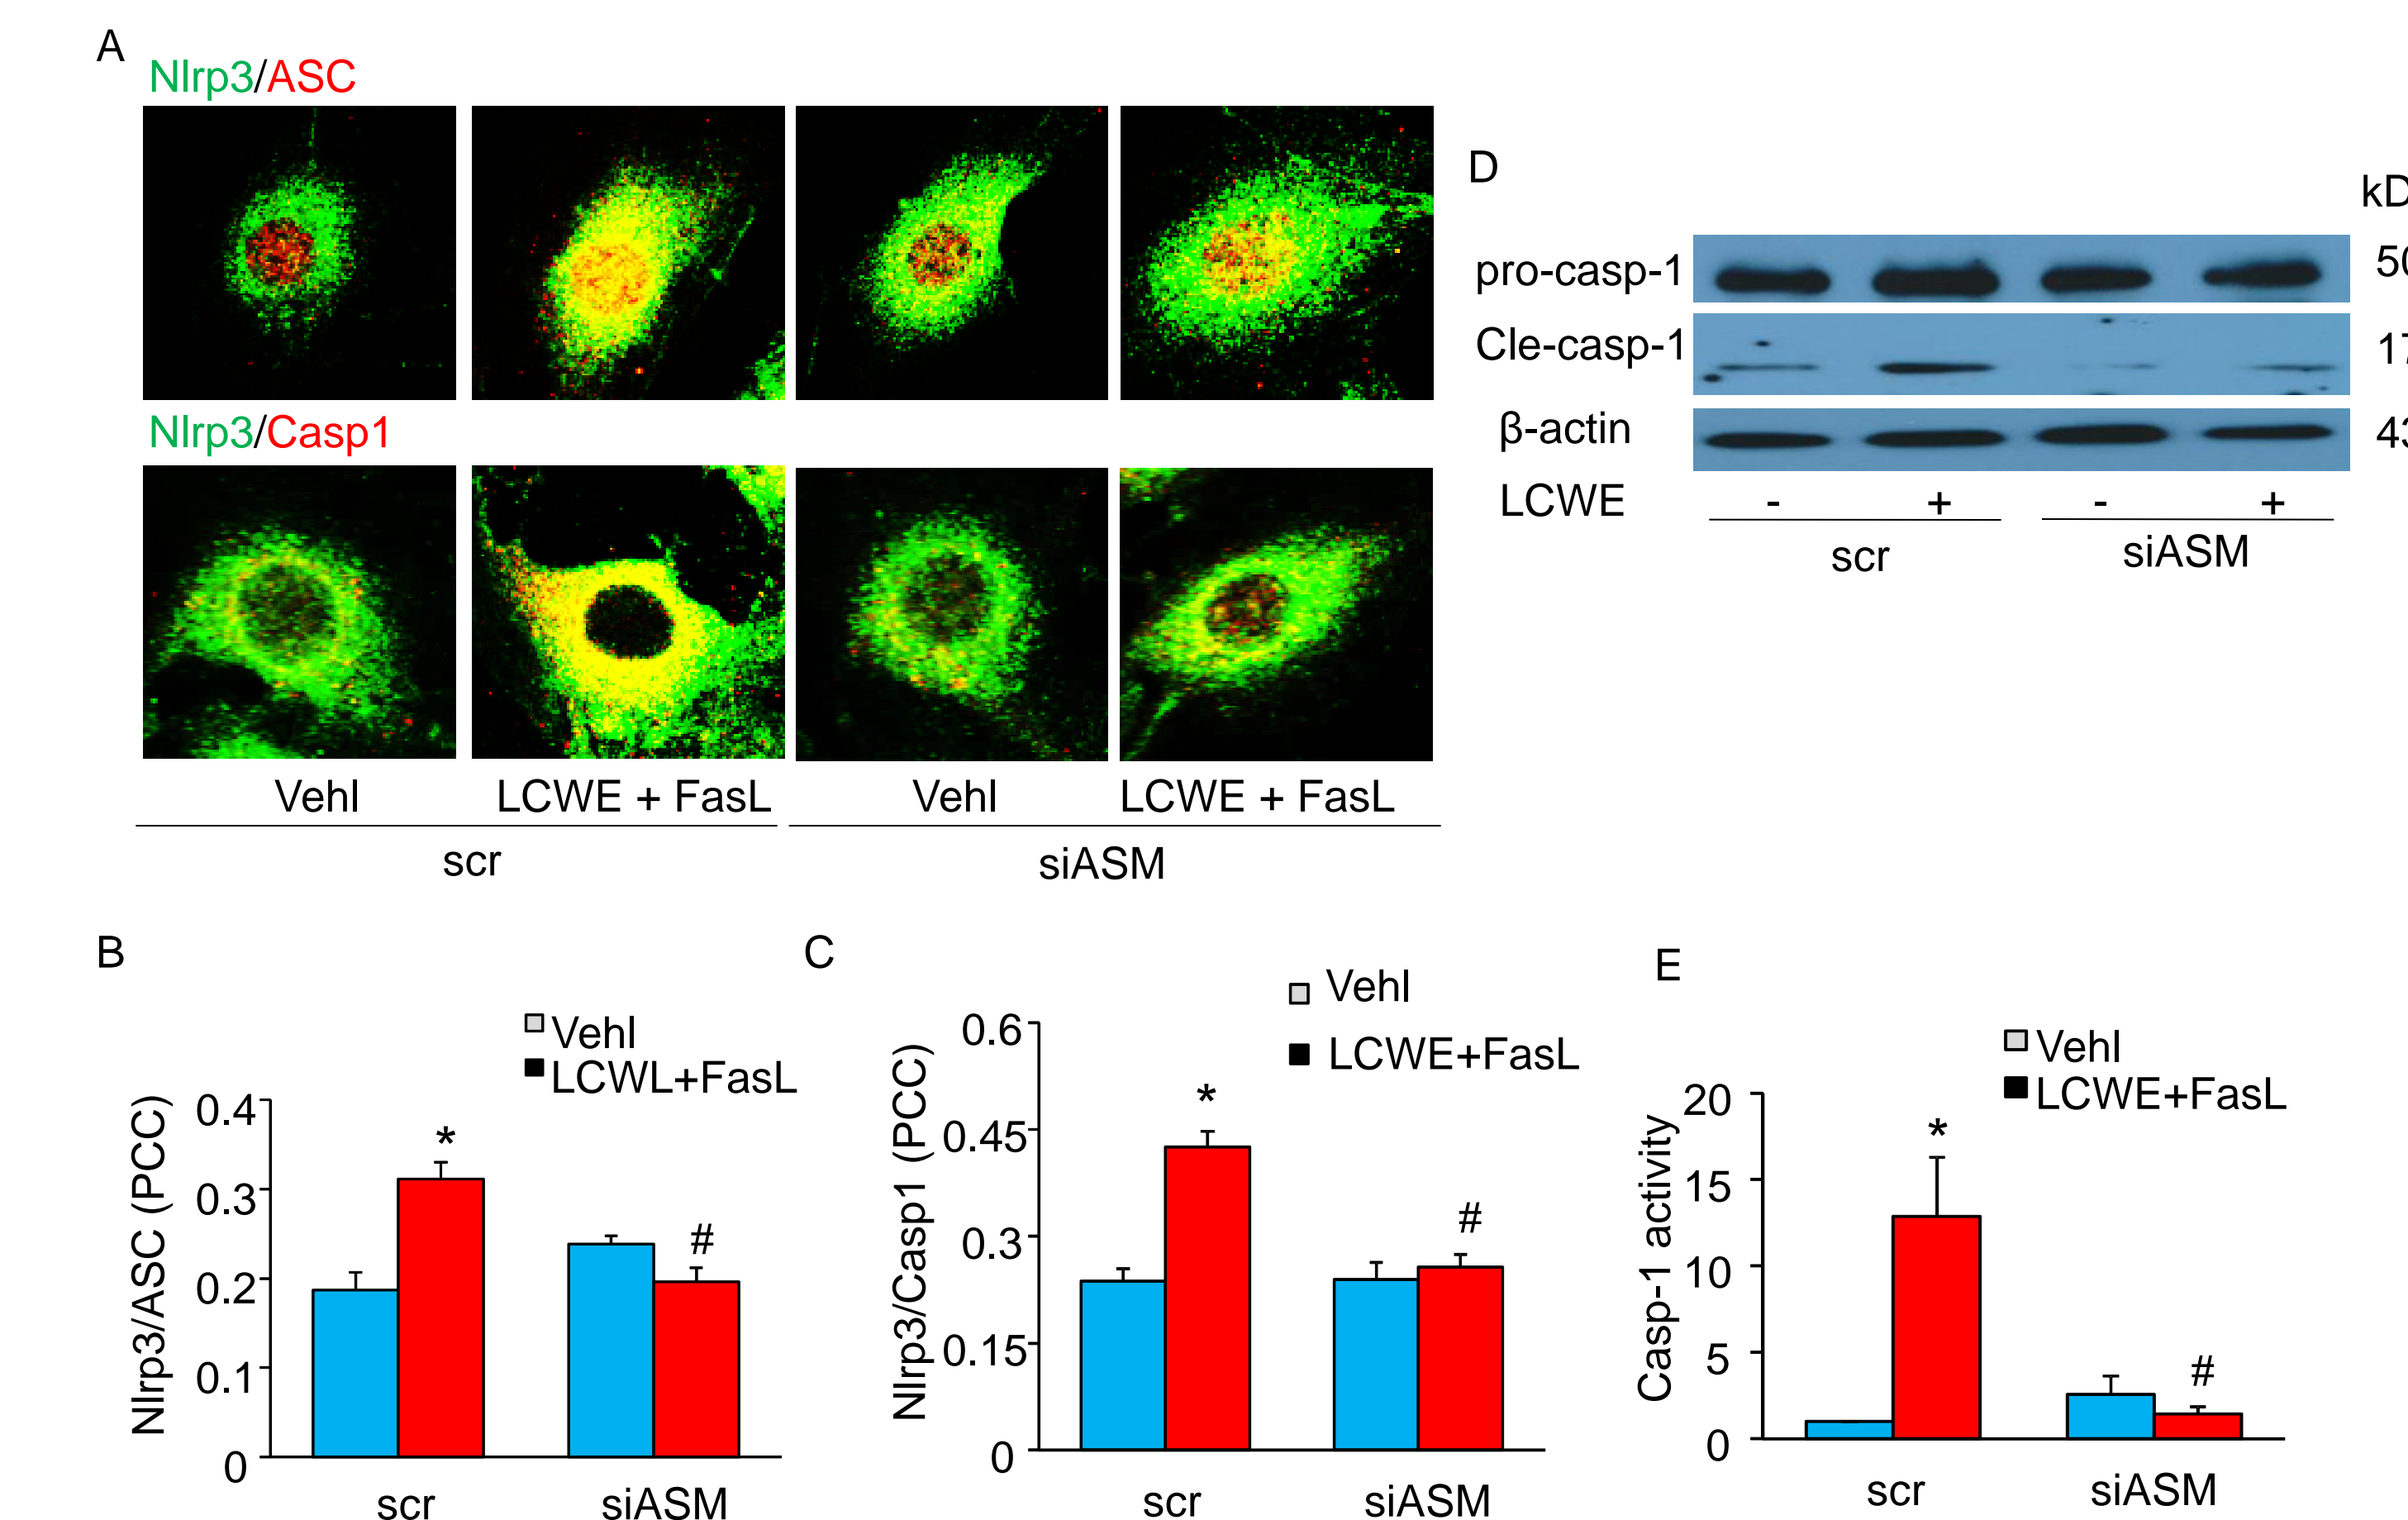 A
Nlrp3/ASC
Nlrp3/Casp1
Vehl LCWE + FasL Vehl LCWE + FasL
scr siASM
D
kD
pro-casp-1 50
Cle-casp-1 17
β-actin 43
LCWE - + - +
scr siASM
B
Vehl
LCWL+FasL
Nlrp3/ASC (PCC)
0.4
0.3
0.2
0.1
0
*
#
scr siASM
C
Vehl
LCWE+FasL
Nlrp3/Casp1 (PCC)
0.6
0.45
0.3
0.15
0
*
#
scr siASM
E
Vehl
LCWE+FasL
Casp-1 activity
20
15
10
5
0
*
#
scr siASM